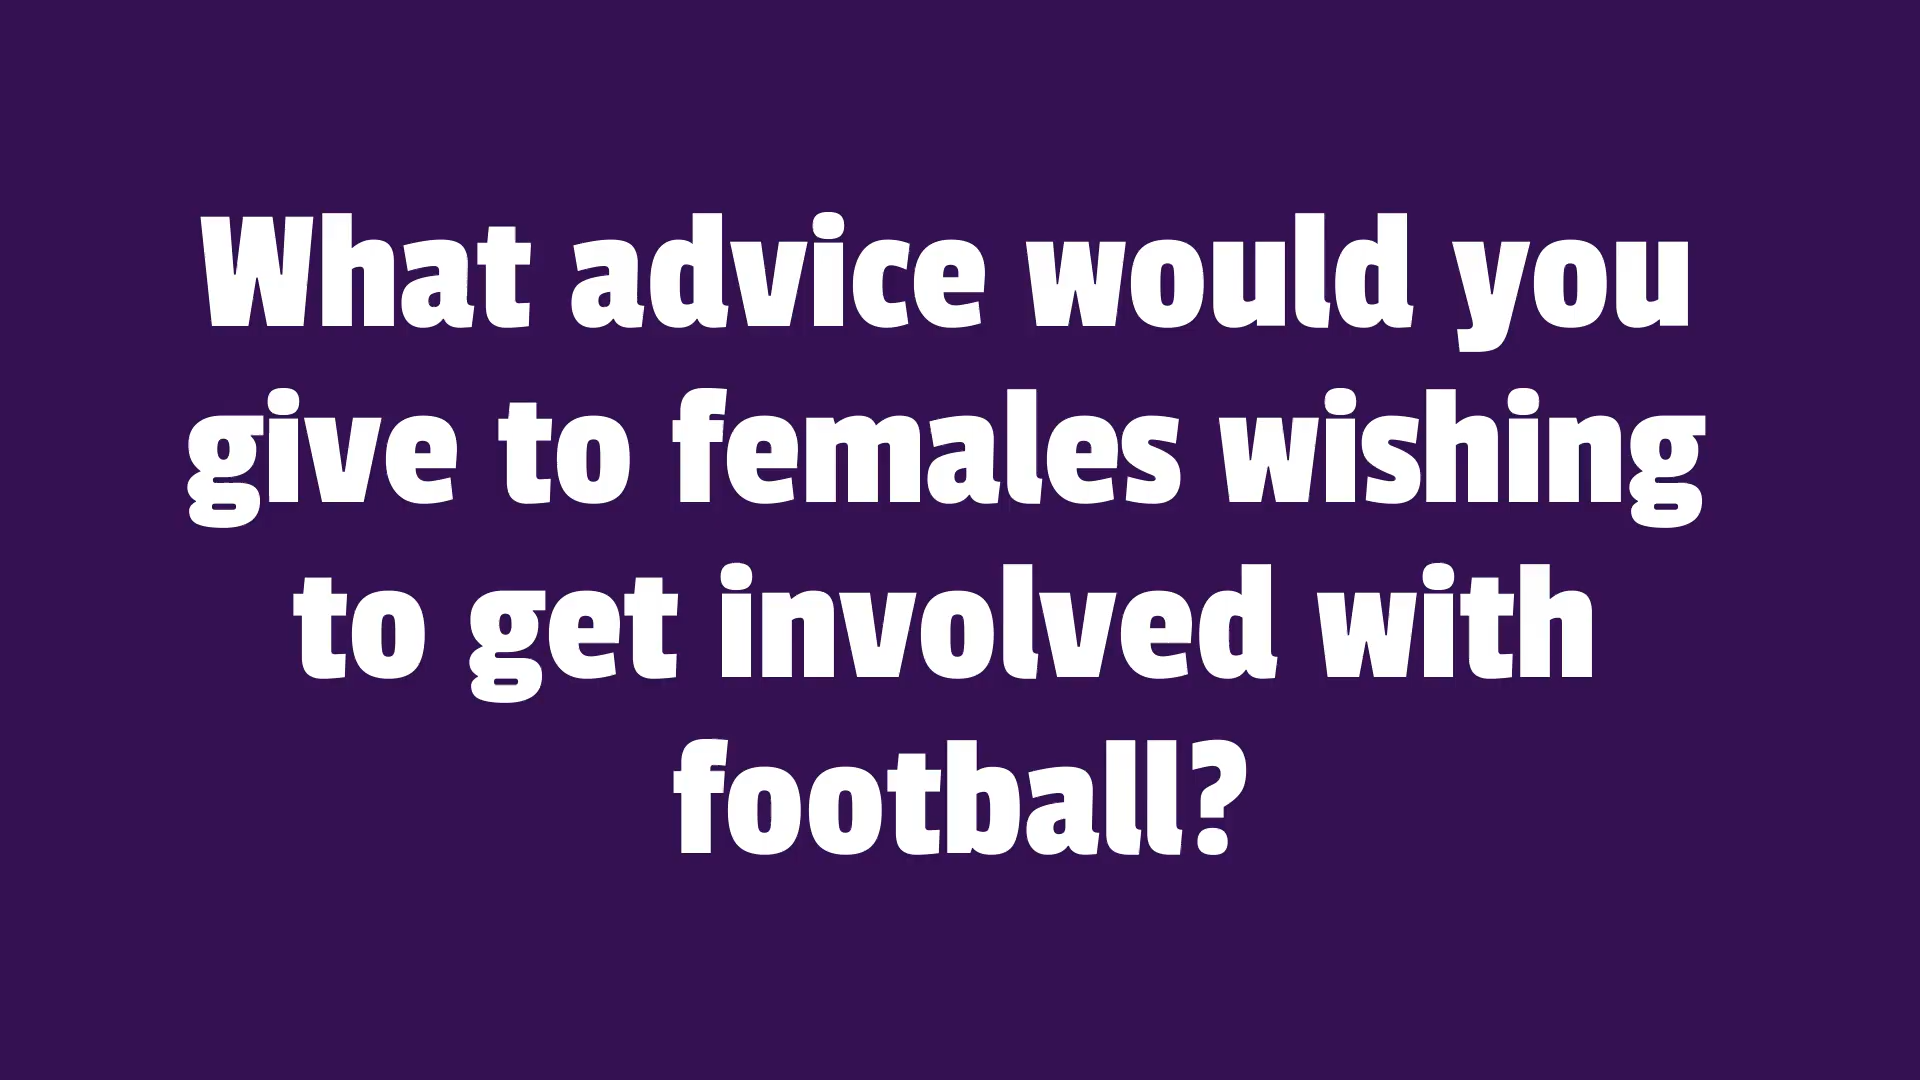 What advice would you
give to females wishing
to get involved with
football?